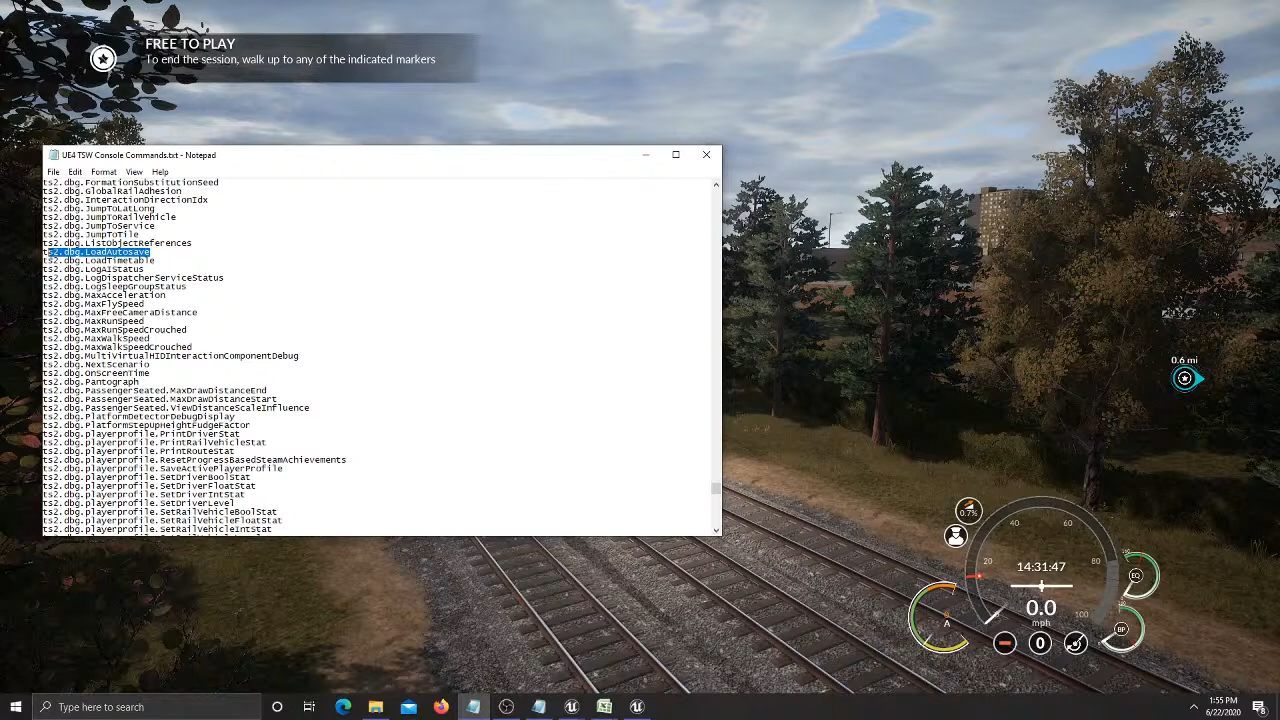 FREE TO PLAY
To end the session, walk up to any of the indicated markers
UE4 TSW Console Commands.txt - Notepad
File Edit Format View Help
ts2.dbg.FormationSubstitutionSeed
ts2.dbg.GlobalRailAdhesion
ts2.dbg.InteractionDirectionIdx
ts2.dbg.JumpToLatLong
ts2.dbg.JumpToRailVehicle
ts2.dbg.JumpToService
ts2.dbg.JumpToTile
ts2.dbg.ListObjectReferences
ts2.dbg.LoadAutosave
ts2.dbg.LoadTimetable
ts2.dbg.LogAIStatus
ts2.dbg.LogDispatcherServiceStatus
ts2.dbg.LogSleepGroupStatus
ts2.dbg.MaxAcceleration
ts2.dbg.MaxFlySpeed
ts2.dbg.MaxFreeCameraDistance
ts2.dbg.MaxRunSpeed
ts2.dbg.MaxRunSpeedCrouched
ts2.dbg.MaxWalkSpeed
ts2.dbg.MaxWalkSpeedCrouched
ts2.dbg.MultiVirtualHIDInteractionComponentDebug
ts2.dbg.NextScenario
ts2.dbg.OnScreenTime
ts2.dbg.Pantograph
ts2.dbg.PassengerSeated.MaxDrawDistanceEnd
ts2.dbg.PassengerSeated.MaxDrawDistanceStart
ts2.dbg.PassengerSeated.ViewDistanceScaleInfluence
ts2.dbg.PlatformDetectorDebugDisplay
ts2.dbg.PlatformStepUpHeightFudgeFactor
ts2.dbg.playerprofile.PrintDriverStat
ts2.dbg.playerprofile.PrintRailVehicleStat
ts2.dbg.playerprofile.PrintRouteStat
ts2.dbg.playerprofile.ResetProgressBasedSteamAchievements
ts2.dbg.playerprofile.SaveActivePlayerProfile
ts2.dbg.playerprofile.SetDriverBoolStat
ts2.dbg.playerprofile.SetDriverFloatStat
ts2.dbg.playerprofile.SetDriverIntStat
ts2.dbg.playerprofile.SetDriverLevel
ts2.dbg.playerprofile.SetRailVehicleBoolStat
ts2.dbg.playerprofile.SetRailVehicleFloatStat
ts2.dbg.playerprofile.SetRailVehicleIntStat
0.6 mi
0.7%
40 60
20 80
14:31:47
EQ
0.0
100
mph
A
BP
0
Type here to search
1:55 PM
6/22/2020